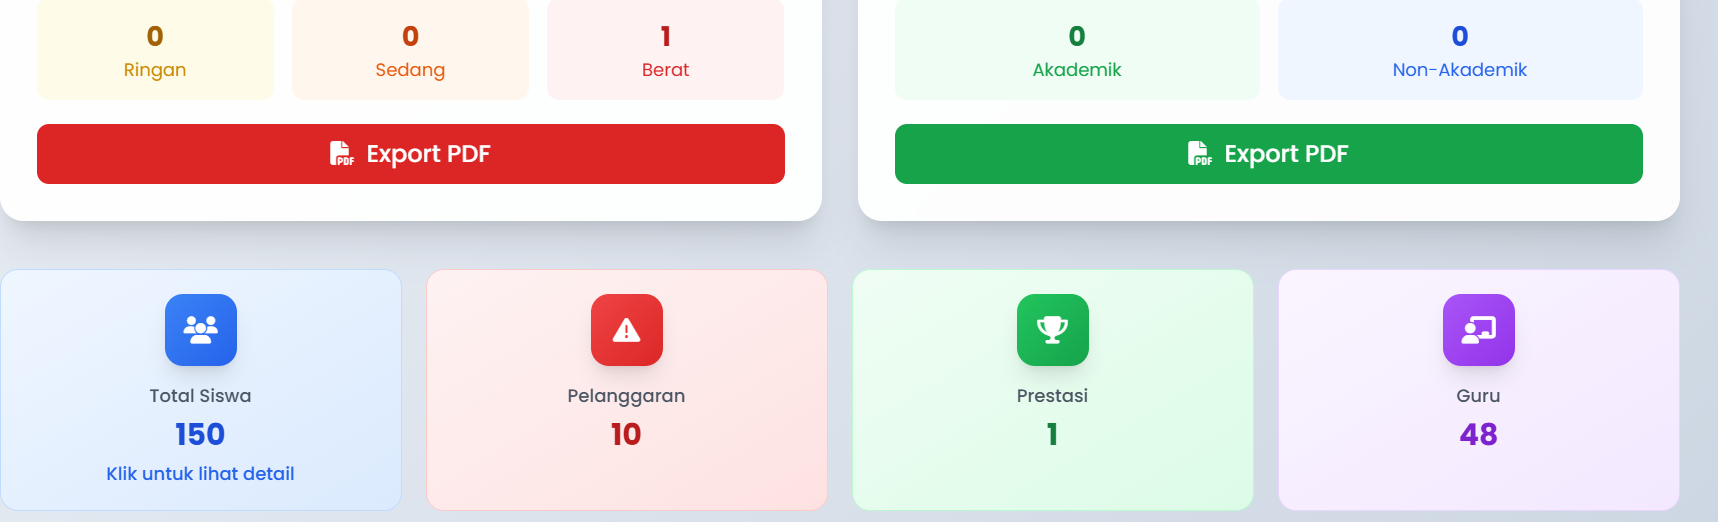 0
Ringan
0
Sedang
1
Berat
Export PDF
0
Akademik
0
Non-Akademik
Export PDF
Total Siswa
150
Klik untuk lihat detail
Pelanggaran
10
Prestasi
1
Guru
48